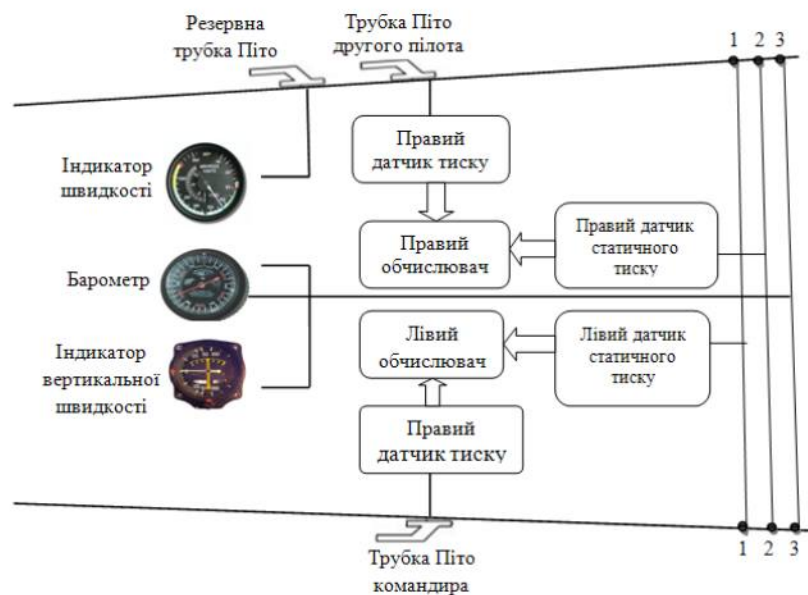 Резервна
трубка Піто
Трубка Піто
другого пілота
1 2 3
Індикатор
швидкості
Правий
датчик тиску
Правий
обчислювач
Правий датчик
статичного
тиску
Барометр
Індикатор
вертикальної
швидкості
Лівий
обчислювач
Лівий датчик
статичного
тиску
Правий
датчик тиску
Трубка Піто
командира
1 2 3